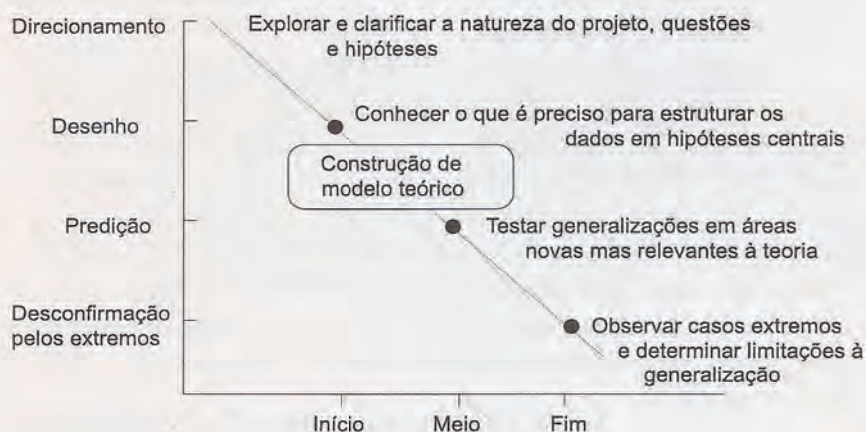 Direcionamento
Explorar e clarificar a natureza do projeto, questões
e hipóteses
Desenho
Conhecer o que é preciso para estruturar os
dados em hipóteses centrais
Construção de
modelo teórico
Predição
Testar generalizações em áreas
novas mas relevantes à teoria
Desconfirmação
pelos extremos
Observar casos extremos
e determinar limitações à
generalização
Início
Meio
Fim